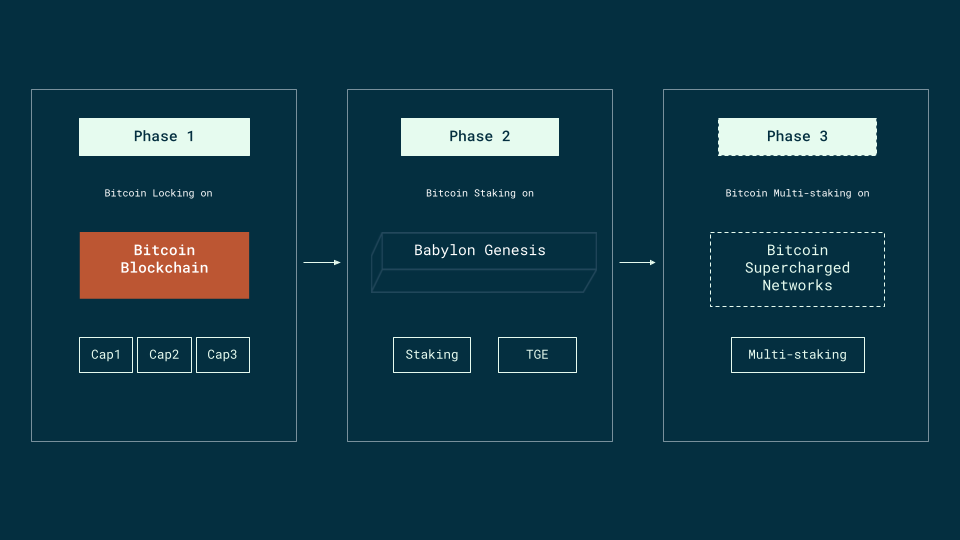 Phase 1
Bitcoin Locking on
Bitcoin
Blockchain
Cap1
Cap2
Cap3
Phase 2
Bitcoin Staking on
Babylon Genesis
Staking
TGE
Phase 3
Bitcoin Multi-staking on
Bitcoin
Supercharged
Networks
Multi-staking